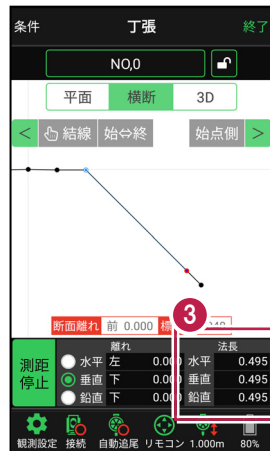 条件 丁張 終了
NO,0
平面 横断 3D
< 結線 始⇔終 始点側 >
3
断面離れ 前 0.000
測距停止
離れ 法長
水平 左 0.000 水平 0.495
垂直 下 0.000 垂直 0.495
鉛直 下 0.000 鉛直 0.495
観測設定 接続 自動追尾 リモコン 1.000m 80%